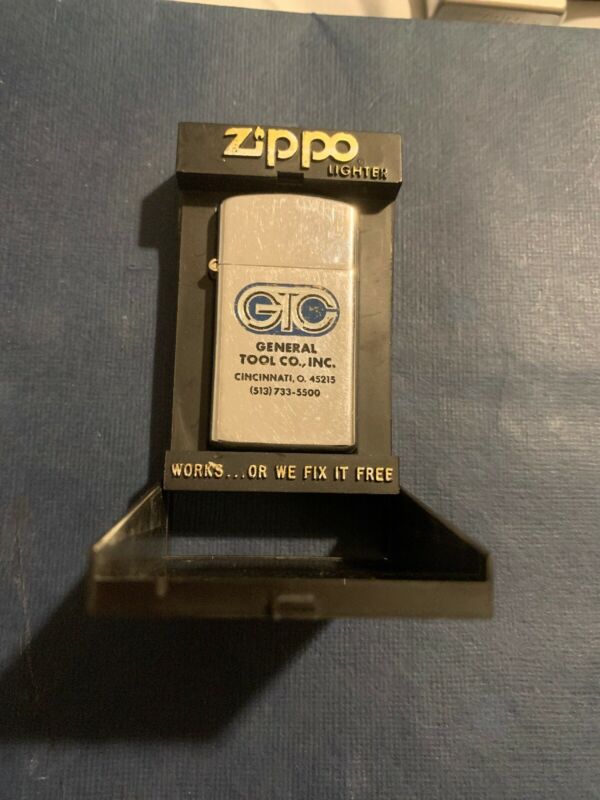 Zippo
LIGHTER
GTC
GENERAL
TOOL CO., INC.
CINCINNATI, O. 45215
(513) 733-5500
WORKS...OR WE FIX IT FREE